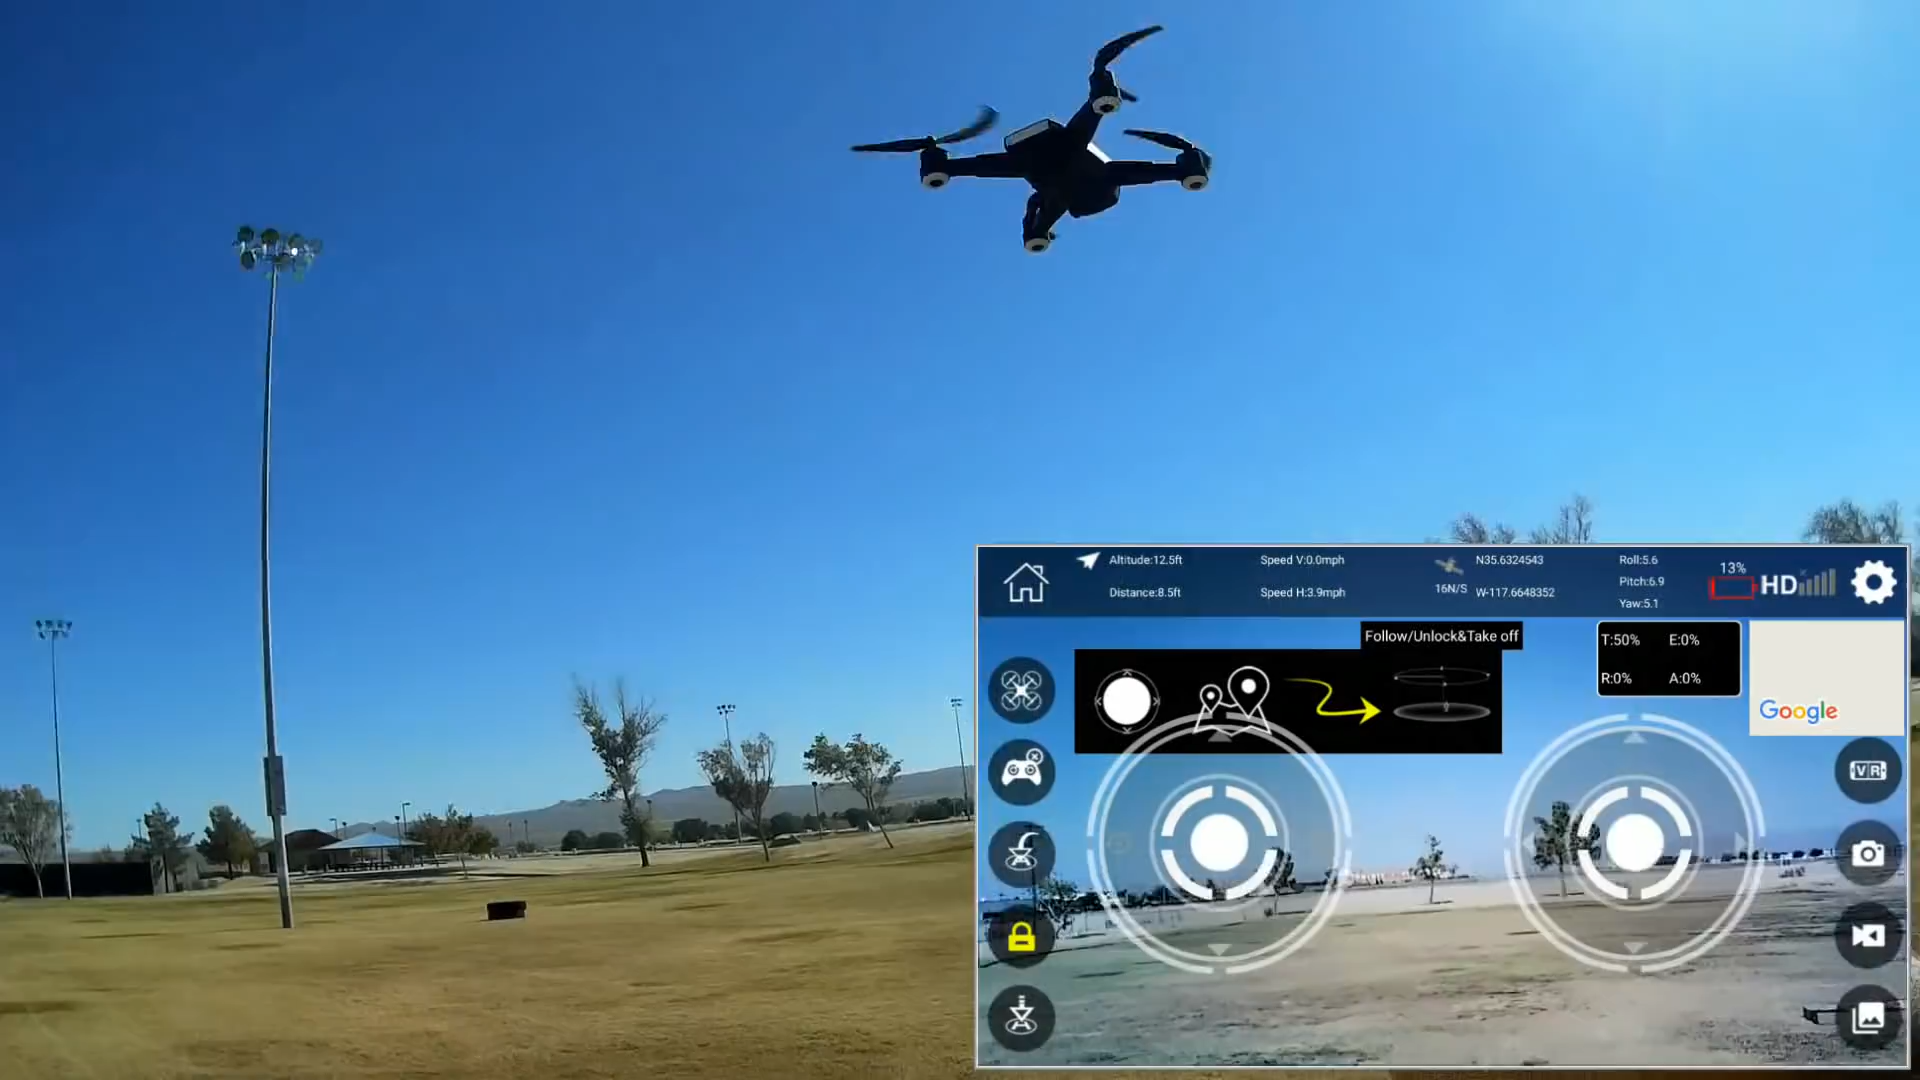 Altitude:12.5ft
Speed V:0.0mph
N35.6324543
Roll:5.6
13%
HD
Pitch:6.9
Distance:8.5ft
Speed H:3.9mph
16N/S
W-117.6648352
Yaw:5.1
Follow/Unlock&Take off
T:50%
E:0%
R:0%
A:0%
Google
VR